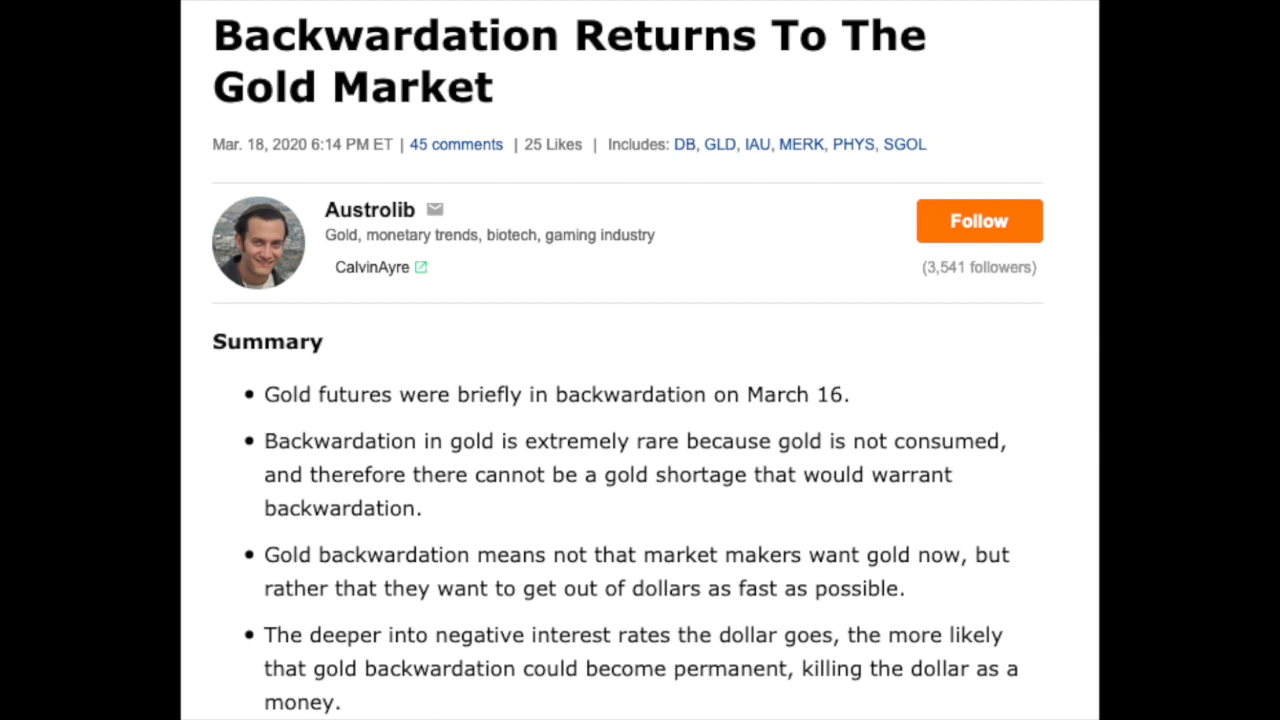 Backwardation Returns To The
Gold Market
Mar. 18, 2020 6:14 PM ET | 45 comments | 25 Likes | Includes: DB, GLD, IAU, MERK, PHYS, SGOL
Austrolib
Follow
Gold, monetary trends, biotech, gaming industry
CalvinAyre
(3,541 followers)
Summary
• Gold futures were briefly in backwardation on March 16.
• Backwardation in gold is extremely rare because gold is not consumed,
and therefore there cannot be a gold shortage that would warrant
backwardation.
• Gold backwardation means not that market makers want gold now, but
rather that they want to get out of dollars as fast as possible.
• The deeper into negative interest rates the dollar goes, the more likely
that gold backwardation could become permanent, killing the dollar as a
money.